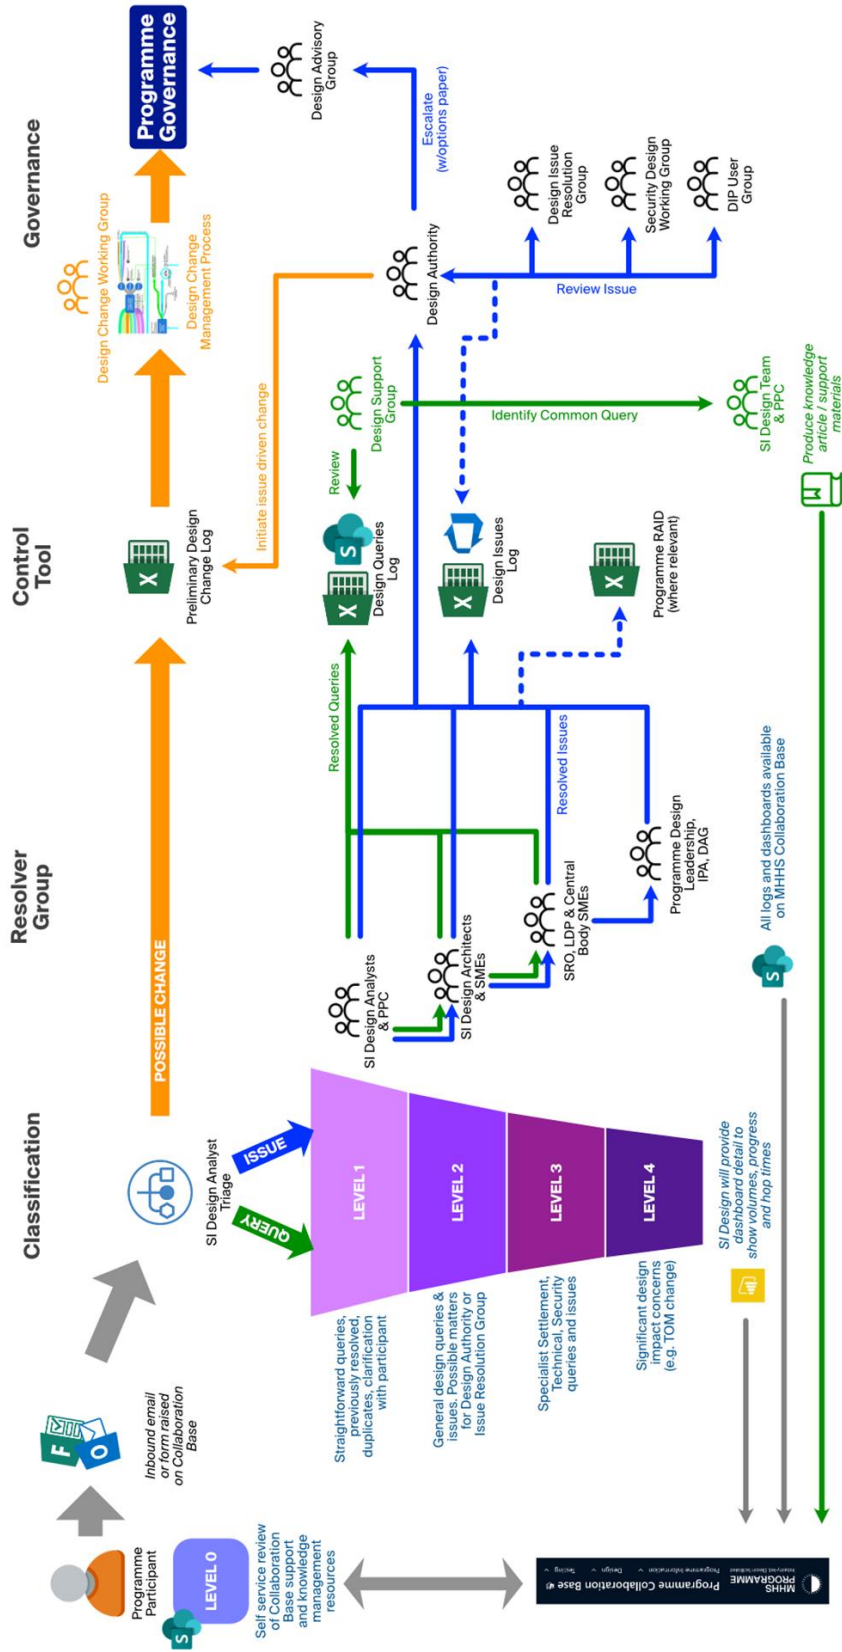 Classification
Resolver
Group
Control
Tool
Governance
Programme
Participant
LEVEL 0
Self service review
of Collaboration
Base support
and knowledge
management
resources
Inbound email
or form raised
on Collaboration
Base
F
O
S
SI Design Analyst
Triage
QUERY
ISSUE
POSSIBLE CHANGE
LEVEL 1
LEVEL 2
LEVEL 3
LEVEL 4
Straightforward queries,
previously resolved,
duplicates, clarification
with participant
General design queries &
issues. Possible matters
for Design Authority or
Issue Resolution Group
Specialist Settlement,
Technical, Security
queries and issues
Significant design
impact concerns
(e.g. TOM change)
SI Design Analysts
& PPC
SI Design Architects
& SMEs
SRO, LDP & Central
Body SMEs
Programme Design
Leadership,
IPA, DAG
Resolved Queries
Resolved Issues
X
Preliminary Design
Change Log
Initiate issue driven change
X
S
Design Queries
Log
Review
X
Design Issues
Log
X
Programme RAID
(where relevant)
Design Change Working Group
Design Change
Management Process
Programme
Governance
Design Advisory
Group
Escalate
(w/options paper)
Design Authority
Design Support
Group
Identify Common Query
Review Issue
Design Issue
Resolution
Group
Security Design
Working Group
DIP User
Group
SI Design Team
& PPC
Produce knowledge
article / support
materials
S
All logs and dashboards available
on MHHS Collaboration Base
SI Design will provide
dashboard detail to
show volumes, progress
and hop times
MHHS
PROGRAMME
Programme Collaboration Base
Programme Information
Design
Testing